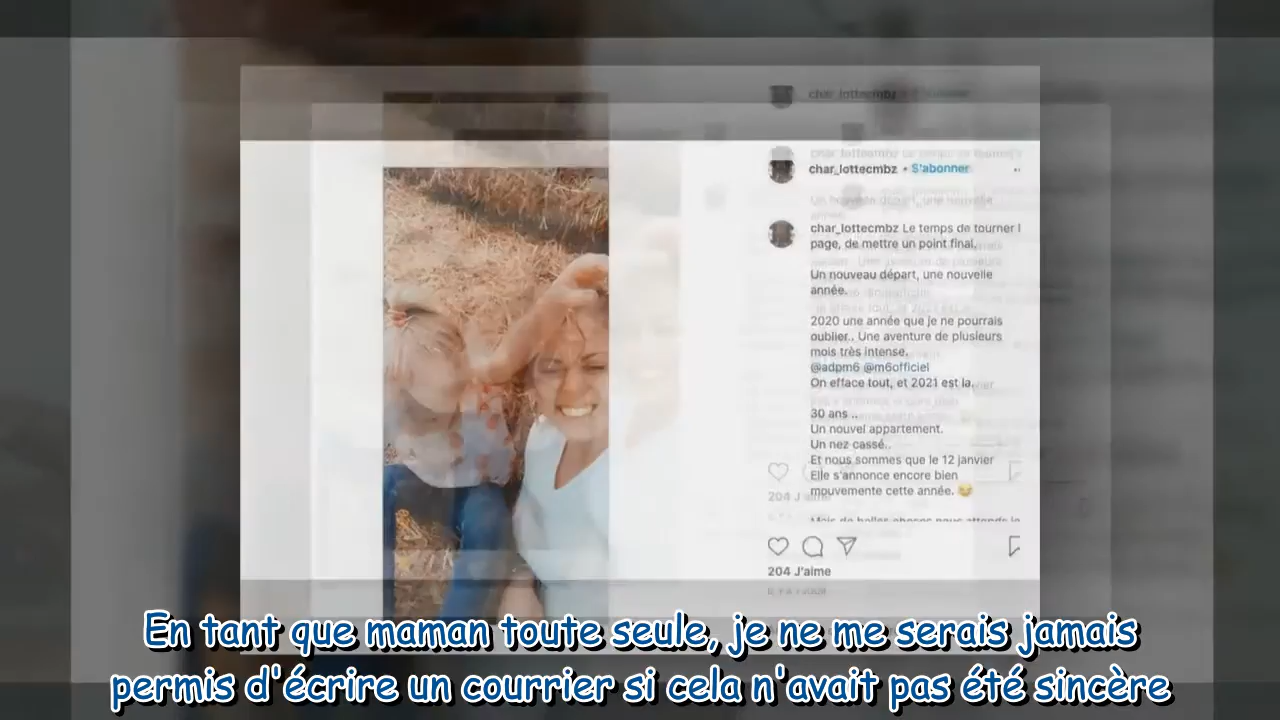 char_lottecmbz
char_lottecmbz • S'abonner
char_lottecmbz Le temps de tourner l
page, de mettre un point final.
Un nouveau départ, une nouvelle
année.
2020 une année que je ne pourrais
oublier.. Une aventure de plusieurs
mois très intense.
@adpm6 @m6officiel
On efface tout, et 2021 est la.
30 ans ..
Un nouvel appartement.
Un nez cassé..
Et nous sommes que le 12 janvier
Elle s'annonce encore bien
mouvemente cette année. 😂
204 J'aime
En tant que maman toute seule, je ne me serais jamais
permis d'écrire un courrier si cela n'avait pas été sincère